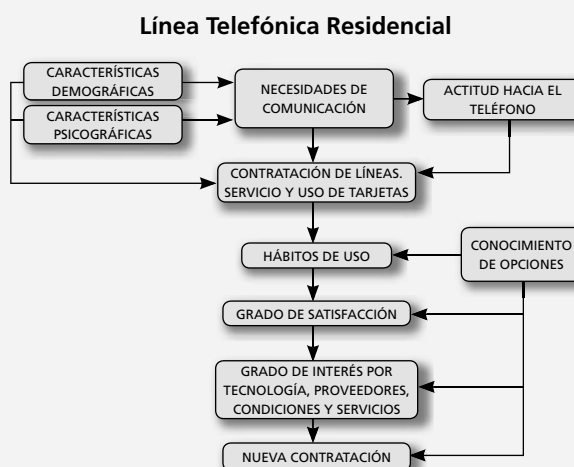 Línea Telefónica Residencial
CARACTERÍSTICAS
DEMOGRÁFICAS
NECESIDADES DE
COMUNICACIÓN
ACTITUD HACIA EL
TELÉFONO
CARACTERÍSTICAS
PSICOGRÁFICAS
CONTRATACIÓN DE LÍNEAS.
SERVICIO Y USO DE TARJETAS
HÁBITOS DE USO
CONOCIMIENTO
DE OPCIONES
GRADO DE SATISFACCIÓN
GRADO DE INTERÉS POR
TECNOLOGÍA, PROVEEDORES,
CONDICIONES Y SERVICIOS
NUEVA CONTRATACIÓN